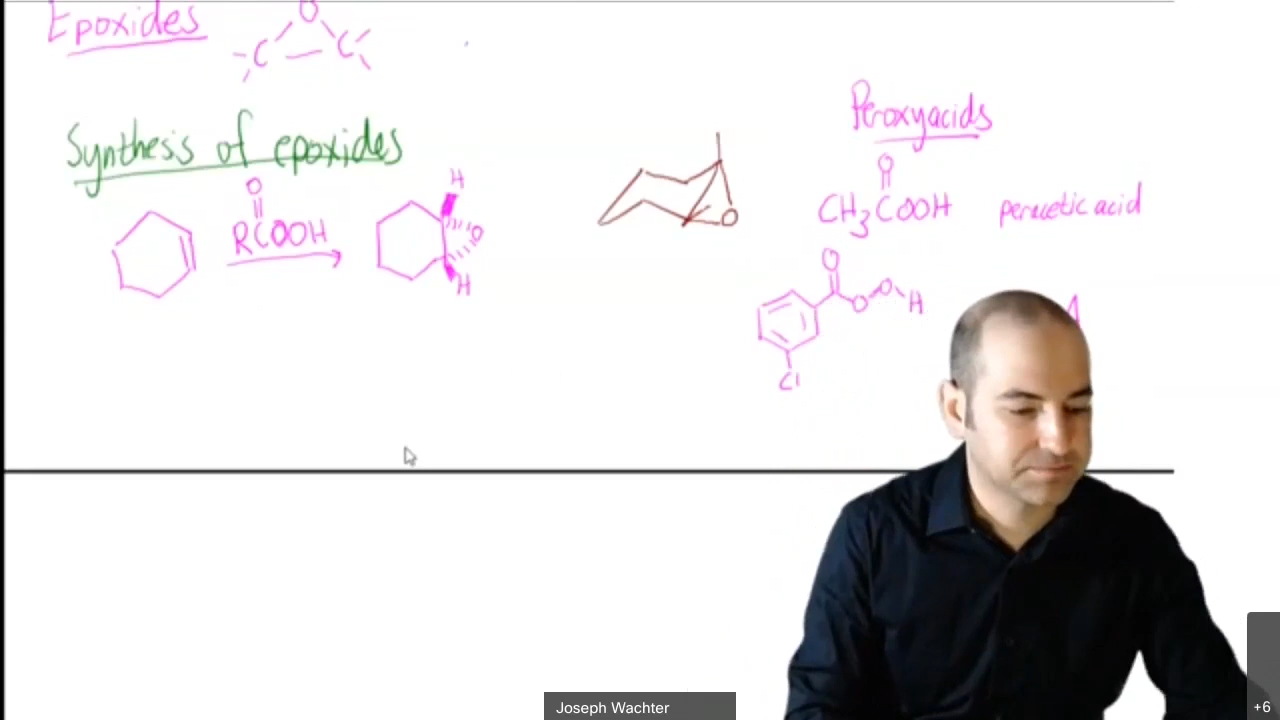 Epoxides
O
C C
Synthesis of epoxides
Peroxyacids
O
RCOOH
H
O
H
O
O
CH3COOH peracetic acid
O
O O H
Cl
Joseph Wachter
+6